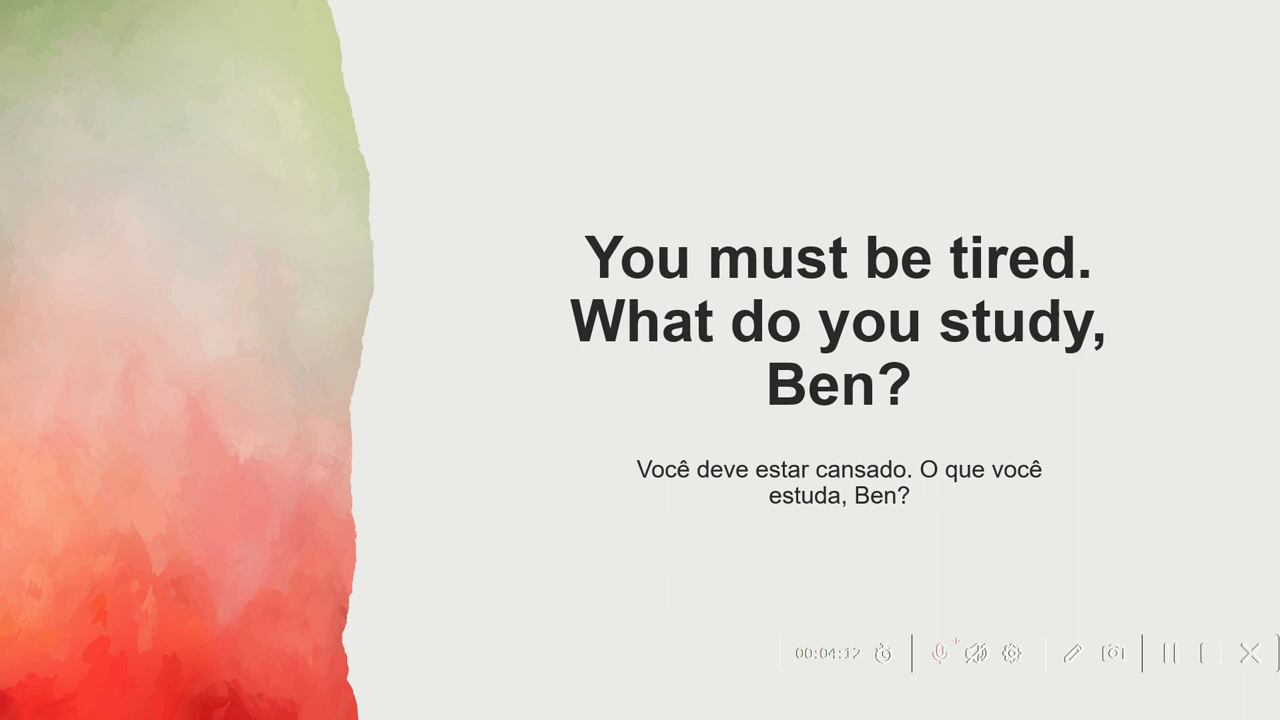 You must be tired.
What do you study,
Ben?
Você deve estar cansado. O que você
estuda, Ben?
00:04:12